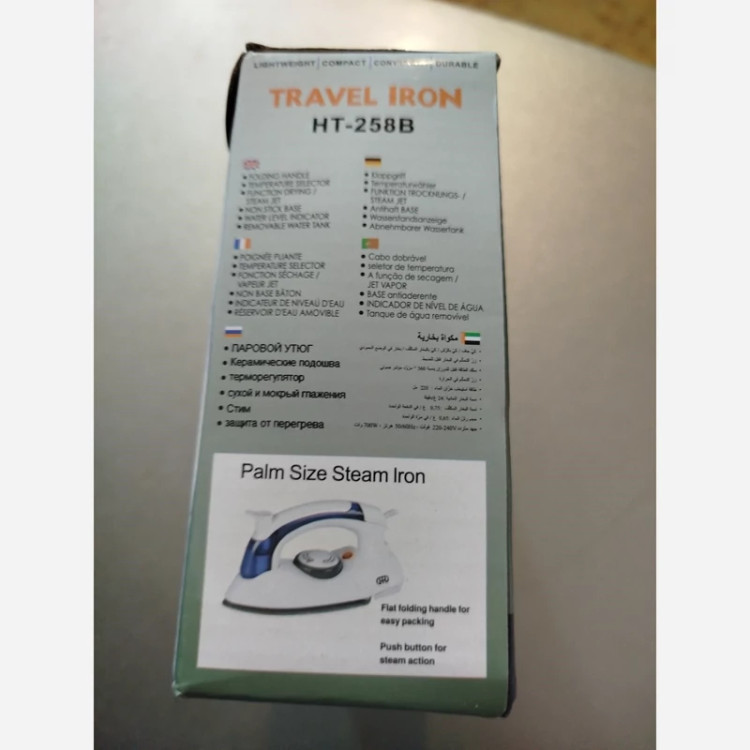 LIGHTWEIGHT | COMPACT | CONVENIENT | DURABLE
TRAVEL IRON
HT-258B
FOLDING HANDLE
TEMPERATURE SELECTOR
FUNCTION DRYING /
STEAM JET
NON STICK BASE
WATER LEVEL INDICATOR
REMOVABLE WATER TANK
Klappgriff
Temperaturwähler
FUNKTION TROCKNUNGS- /
STEAM JET
Antihaft BASE
Wasserstandsanzeige
Abnehmbarer Wassertank
POIGNÉE PLIANTE
TEMPERATURE SELECTOR
FONCTION SÉCHAGE /
VAPEUR JET
NON BASE BÂTON
INDICATEUR DE NIVEAU D'EAU
RÉSERVOIR D'EAU AMOVIBLE
Cabo dobrável
seletor de temperatura
A função de secagem /
JET VAPOR
BASE antiaderente
INDICADOR DE NÍVEL DE ÁGUA
Tanque de água removível
ПАРОВОЙ УТЮГ
Керамические подошва
терморегулятор
сухой и мокрый глажения
Стим
защита от перегрева
مكواة بخارية
Palm Size Steam Iron
Flat folding handle for
easy packing
Push button for
steam action